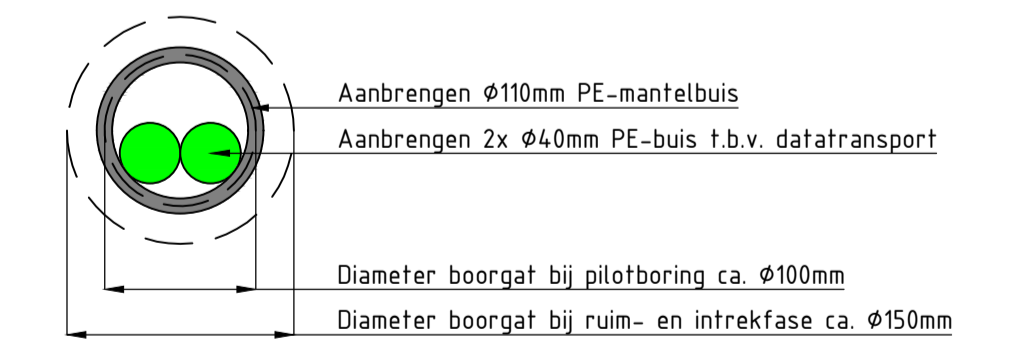 Aanbrengen Ø110mm PE-mantelbuis
Aanbrengen 2x Ø40mm PE-buis t.b.v. datatransport
Diameter boorgat bij pilotboring ca. Ø100mm
Diameter boorgat bij ruim- en intrekfase ca. Ø150mm